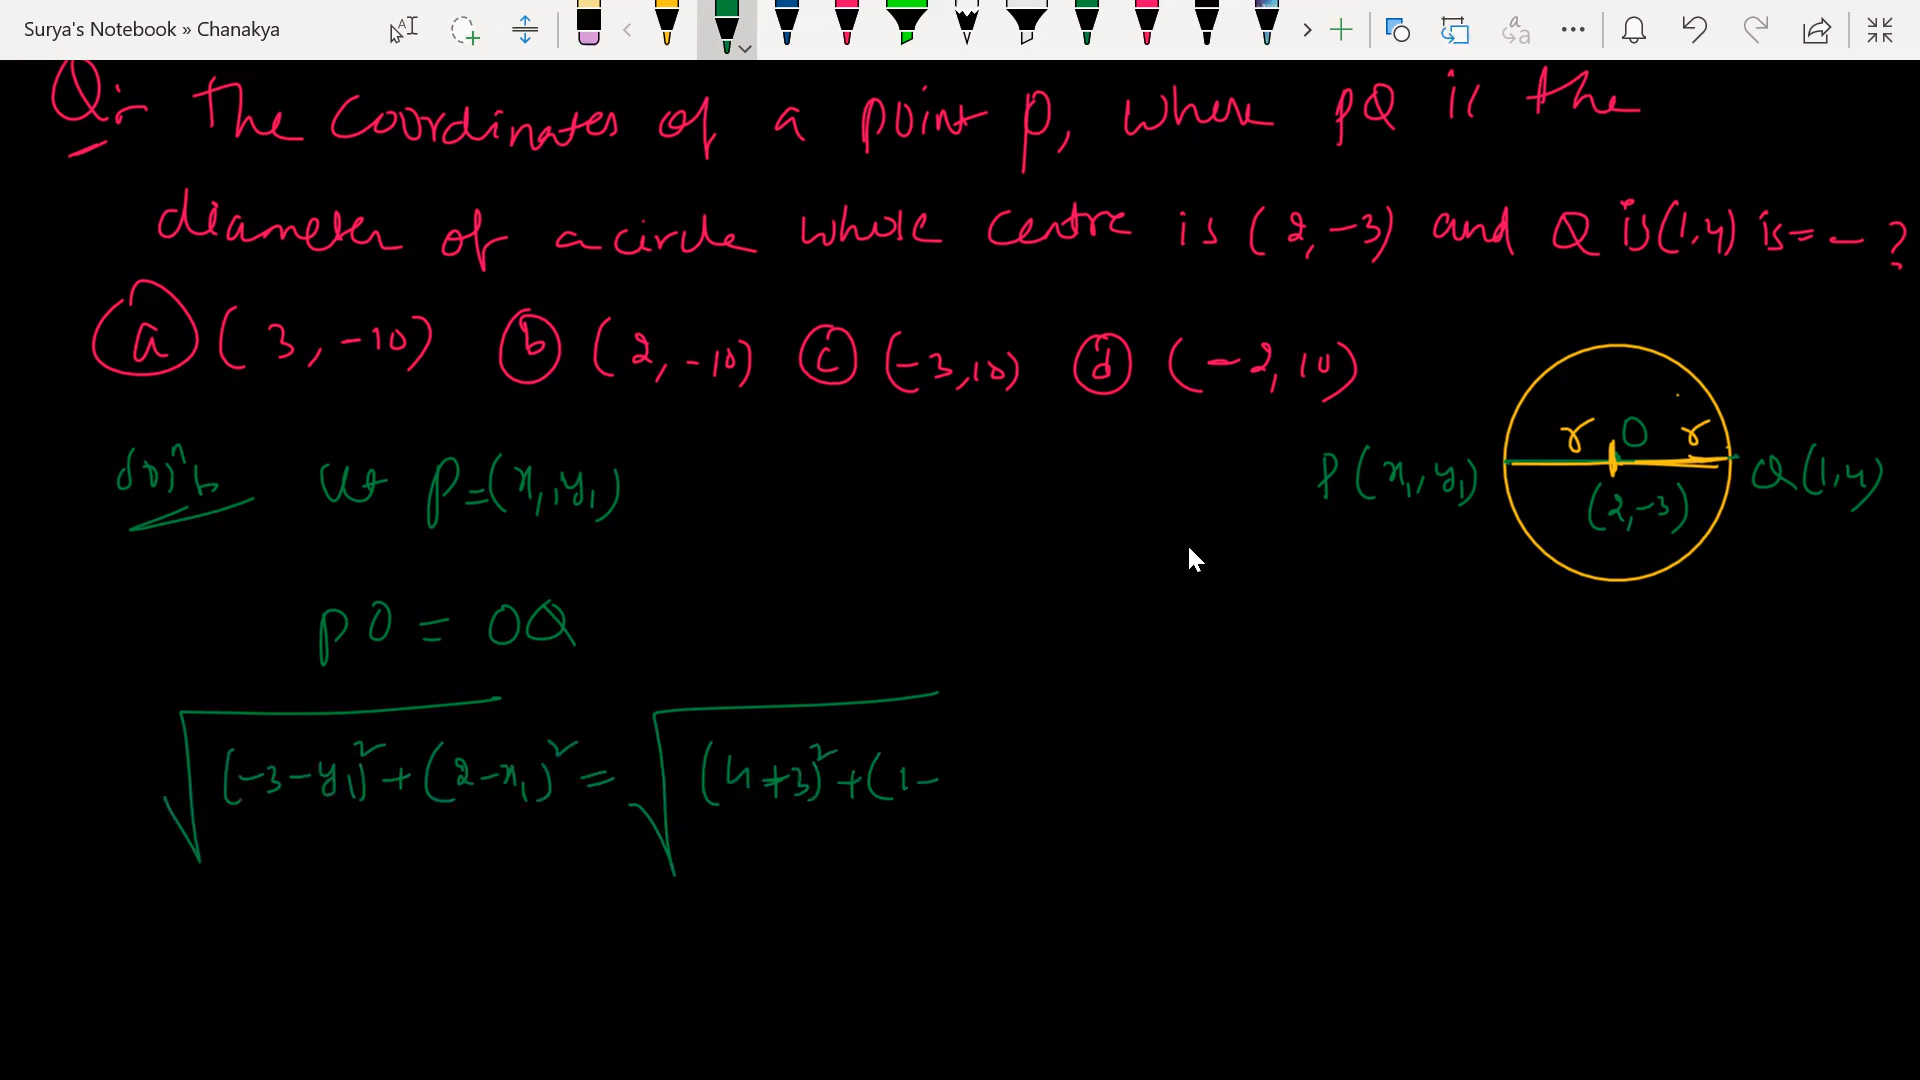 Surya's Notebook » Chanakya
Q:- The coordinates of a point P, where PQ is the
diameter of a circle whose centre is (2,-3) and Q is (1,4) is = - ?
(a) (3,-10) (b) (2,-10) (c) (-3,10) (d) (-2,10)
r O r
P(x₁,y₁) (2,-3) Q(1,4)
Solⁿ:- Let P=(x₁,y₁)
PO = OQ
√(-3-y₁)²+(2-x₁)² = √(4+3)²+(1-